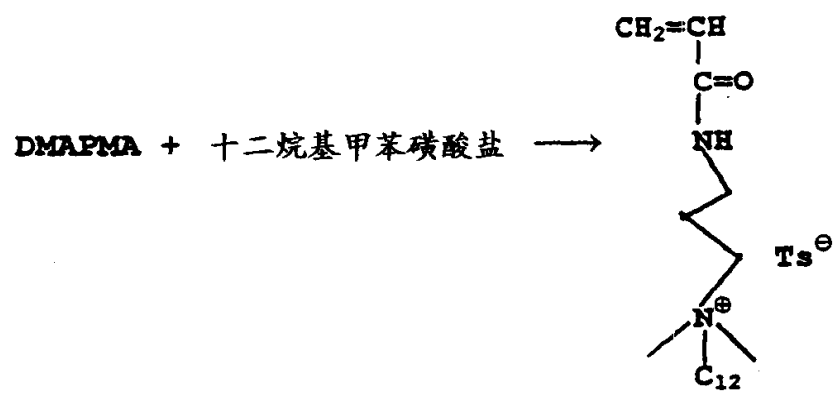 CH₂=CH
C=O
DMAPMA + 十二烷基甲苯磺酸盐 ⟶ NH
Ts⊖
N⊕
C₁₂